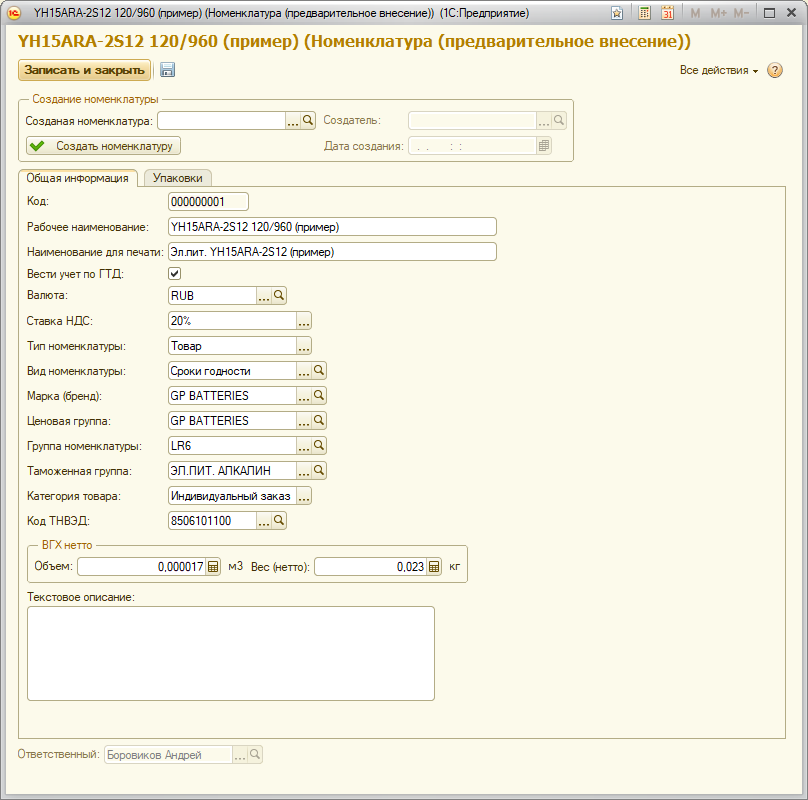 YH15ARA-2S12 120/960 (пример) (Номенклатура (предварительное внесение)) (1С:Предприятие)
M M+ M-
YH15ARA-2S12 120/960 (пример) (Номенклатура (предварительное внесение))
Записать и закрыть
Все действия
Создание номенклатуры
Созданая номенклатура:
Создатель:
Создать номенклатуру
Дата создания: . . : :
Общая информация
Упаковки
Код: 000000001
Рабочее наименование: YH15ARA-2S12 120/960 (пример)
Наименование для печати: Эл.пит. YH15ARA-2S12 (пример)
Вести учет по ГТД:
Валюта: RUB
Ставка НДС: 20%
Тип номенклатуры: Товар
Вид номенклатуры: Сроки годности
Марка (бренд): GP BATTERIES
Ценовая группа: GP BATTERIES
Группа номенклатуры: LR6
Таможенная группа: ЭЛ.ПИТ. АЛКАЛИН
Категория товара: Индивидуальный заказ
Код ТНВЭД: 8506101100
ВГХ нетто
Объем: 0,000017 м3 Вес (нетто): 0,023 кг
Текстовое описание:
Ответственный: Боровиков Андрей